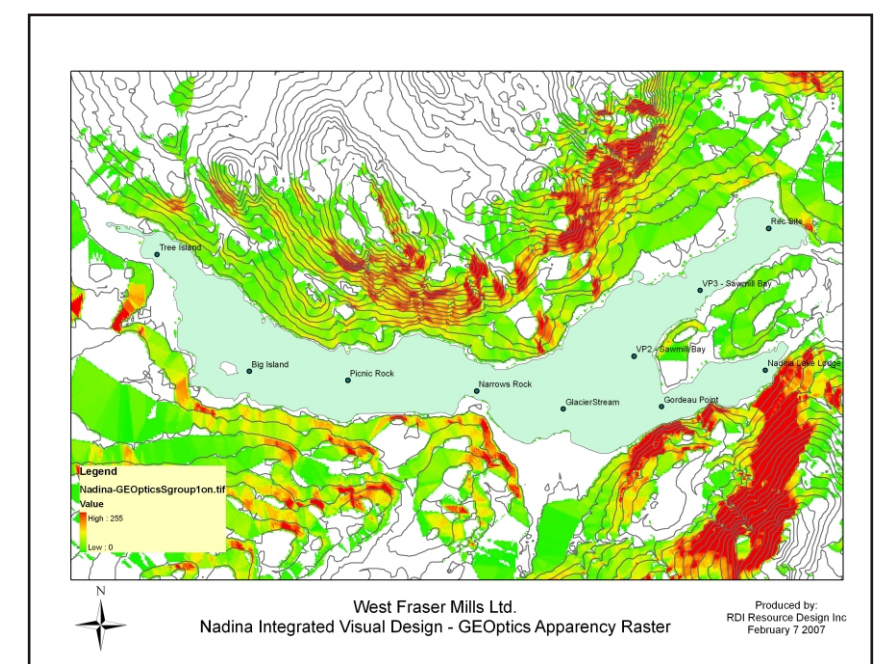 Rec Site
Tree Island
VP3 - Sawmill Bay
VP2 - Sawmill Bay
Big Island
Nadina Lake Lodge
Picnic Rock
Narrows Rock
GlacierStream
Gordeau Point
Legend
Nadina-GEOpticsSgroup1on.tif
Value
High : 255
Low : 0
N
West Fraser Mills Ltd.
Nadina Integrated Visual Design - GEOptics Apparency Raster
Produced by:
RDI Resource Design Inc
February 7 2007